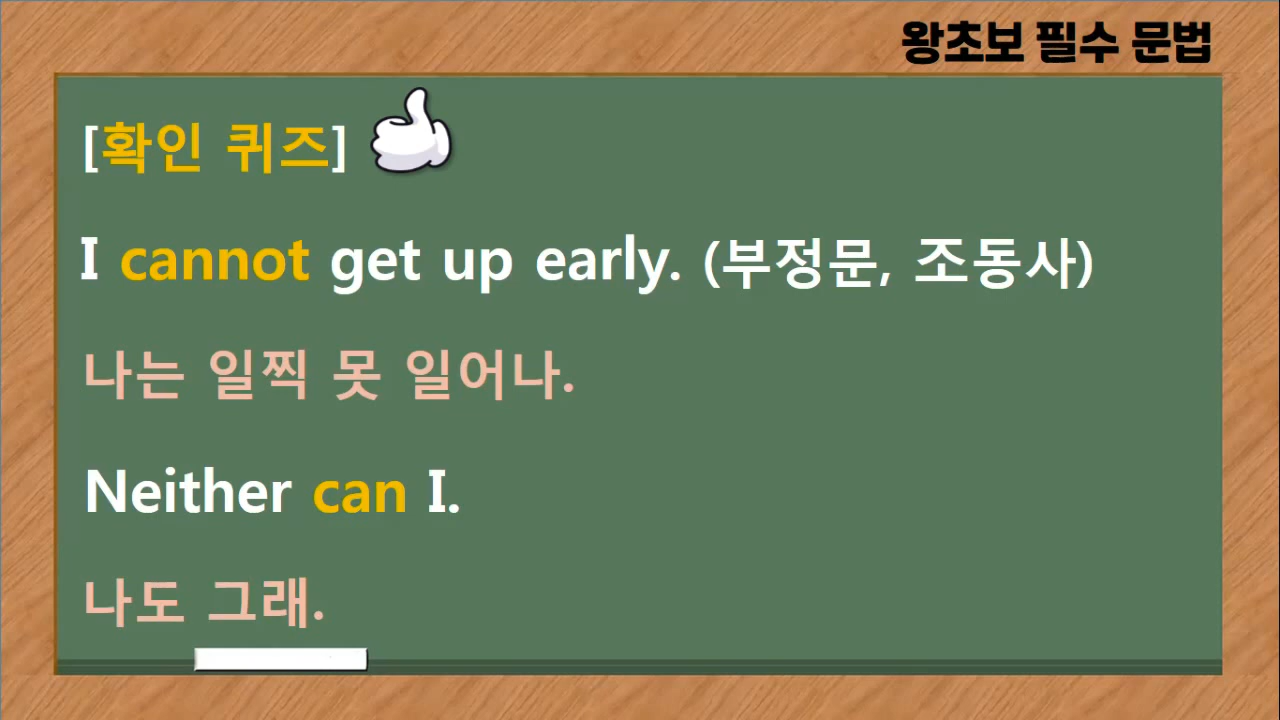 왕초보 필수 문법
[확인 퀴즈]
I cannot get up early. (부정문, 조동사)
나는 일찍 못 일어나.
Neither can I.
나도 그래.